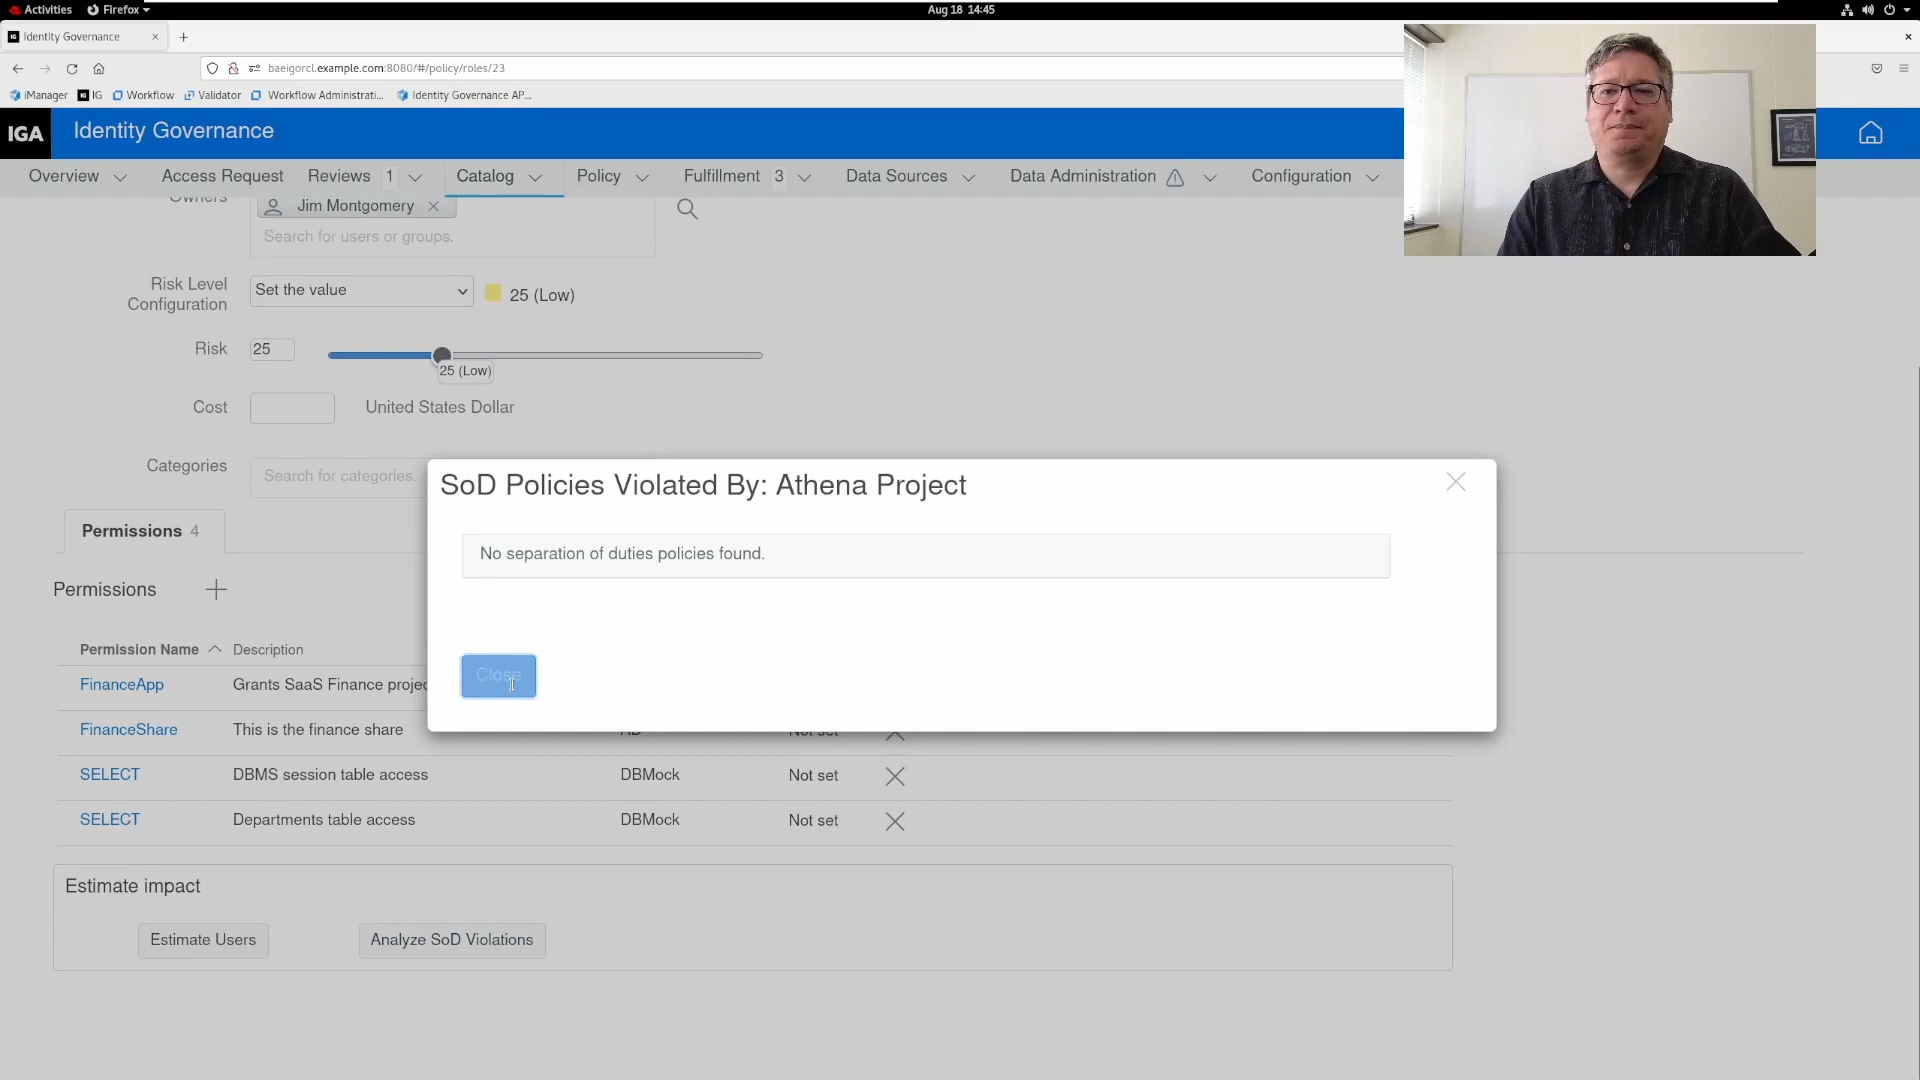 Activities Firefox Aug 18 14:45
Identity Governance
baeigorcl.example.com:8080/#/policy/roles/23
iManager IG Workflow Validator Workflow Administrati... Identity Governance AP...
IGA Identity Governance
Overview Access Request Reviews 1 Catalog Policy Fulfillment 3 Data Sources Data Administration Configuration
Owners
Jim Montgomery
Search for users or groups.
Risk Level
Configuration
Set the value
25 (Low)
Risk 25
25 (Low)
Cost United States Dollar
Categories Search for categories.
SoD Policies Violated By: Athena Project
No separation of duties policies found.
Close
Permissions 4
Permissions
Permission Name Description
FinanceApp Grants SaaS Finance projec
FinanceShare This is the finance share AD Not set
SELECT DBMS session table access DBMock Not set
SELECT Departments table access DBMock Not set
Estimate impact
Estimate Users Analyze SoD Violations